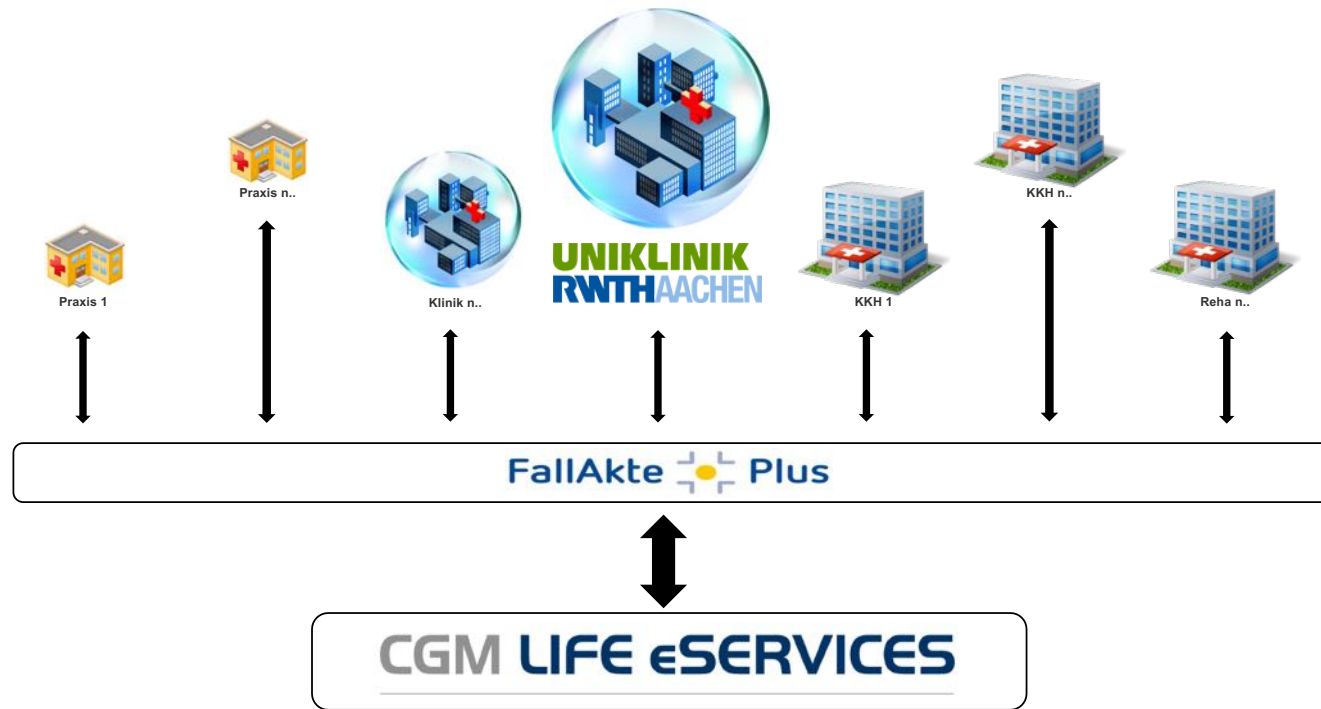 Praxis n..
KKH n..
Praxis 1
Klinik n..
UNIKLINIK
RWTHAACHEN
KKH 1
Reha n..
FallAkte Plus
CGM LIFE eSERVICES